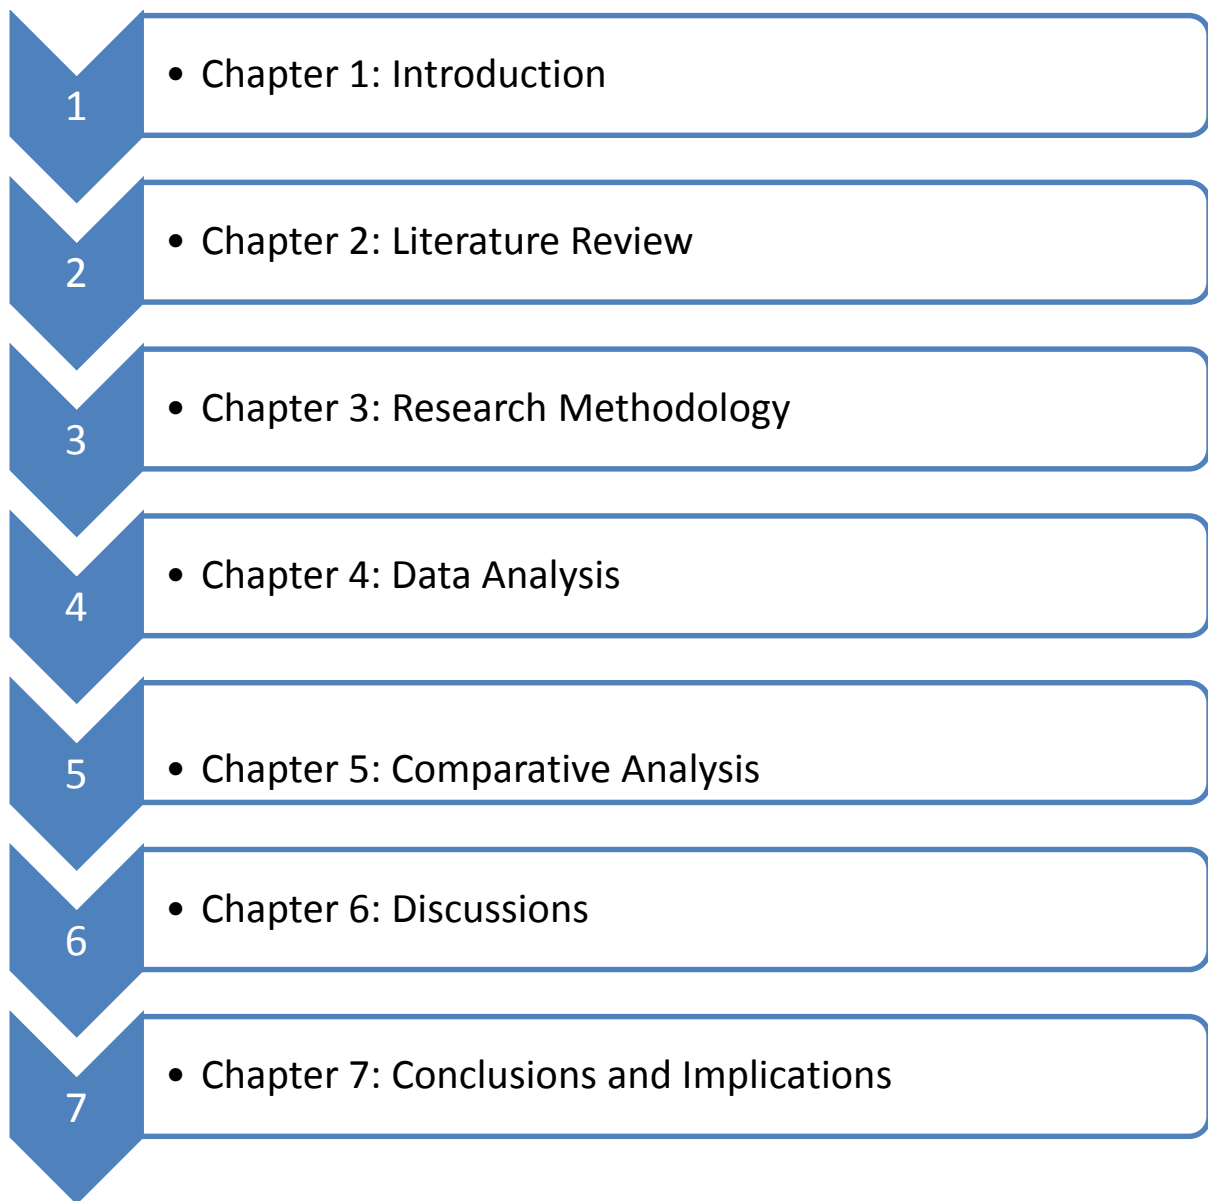 1
• Chapter 1: Introduction
2
• Chapter 2: Literature Review
3
• Chapter 3: Research Methodology
4
• Chapter 4: Data Analysis
5
• Chapter 5: Comparative Analysis
6
• Chapter 6: Discussions
7
• Chapter 7: Conclusions and Implications